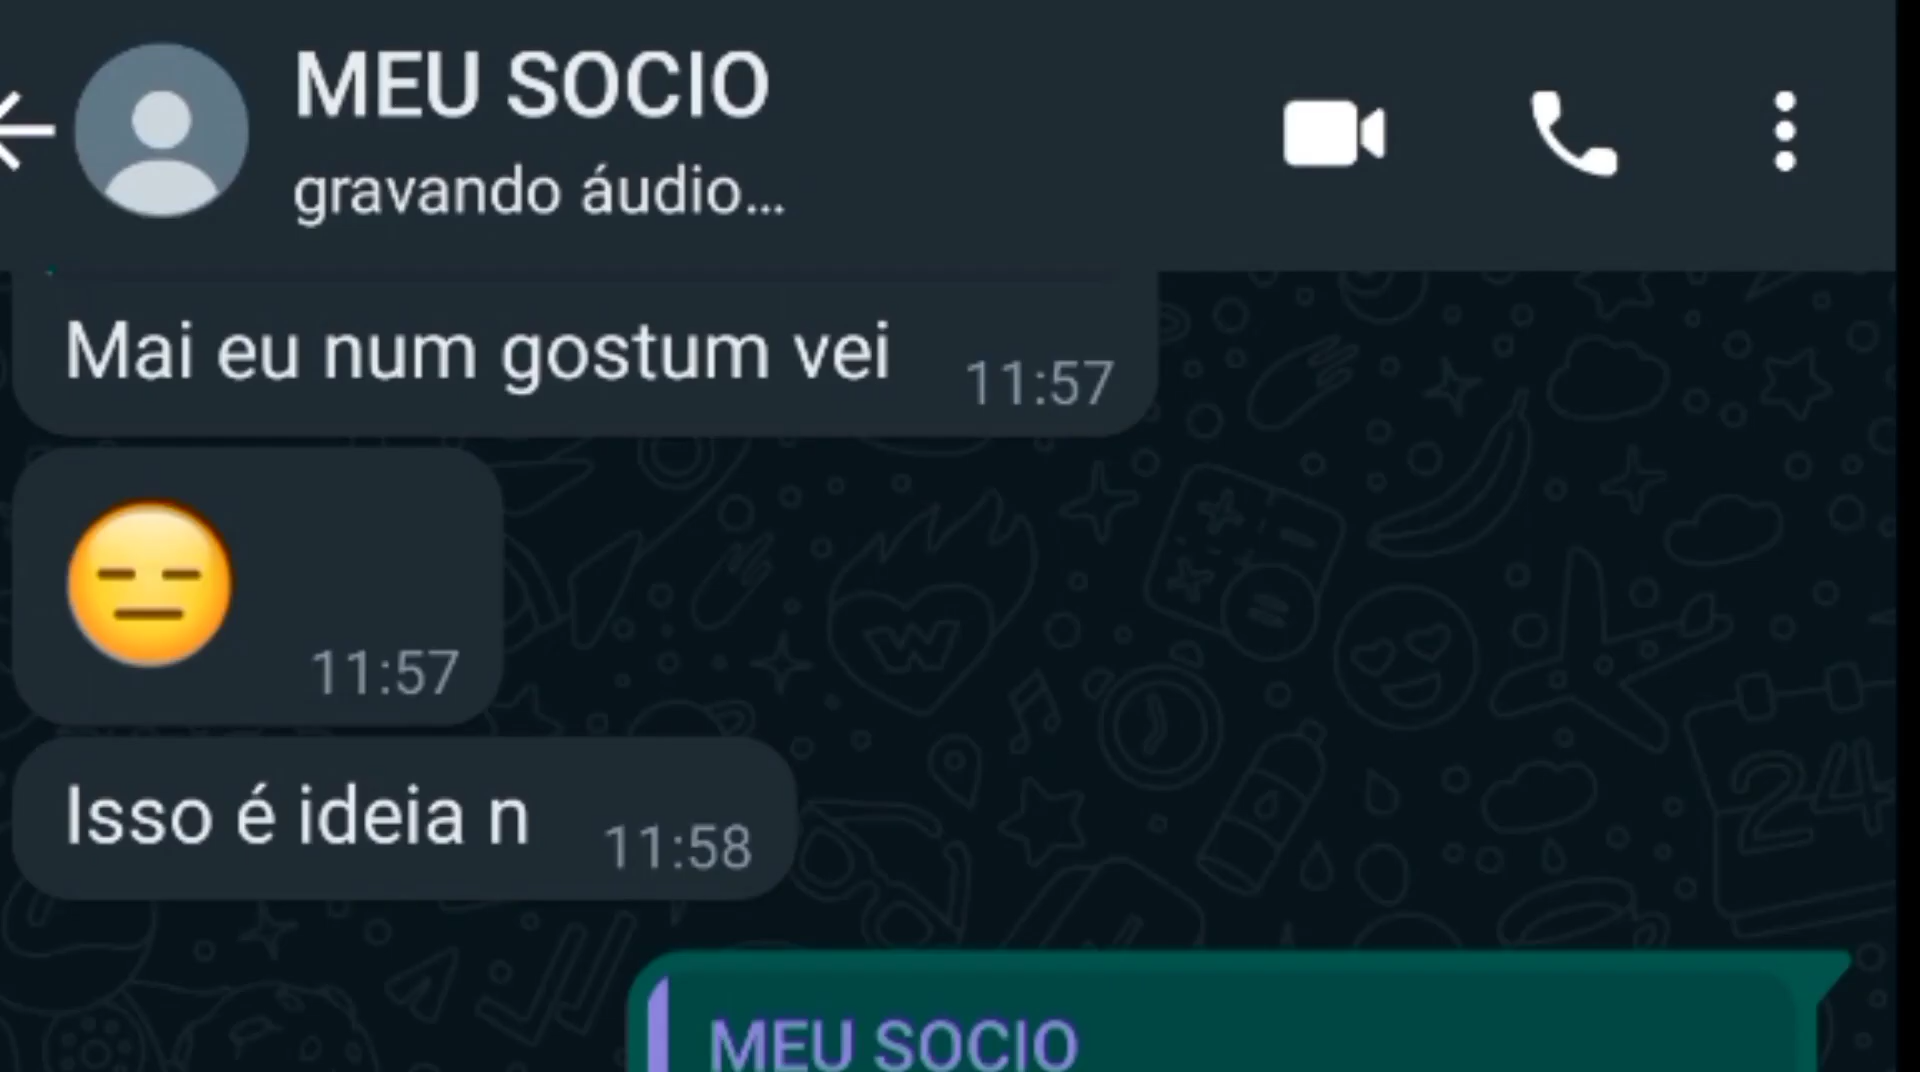 MEU SOCIO
gravando áudio...
Mai eu num gostum vei 11:57
😑
11:57
Isso é ideia n 11:58
MEU SOCIO